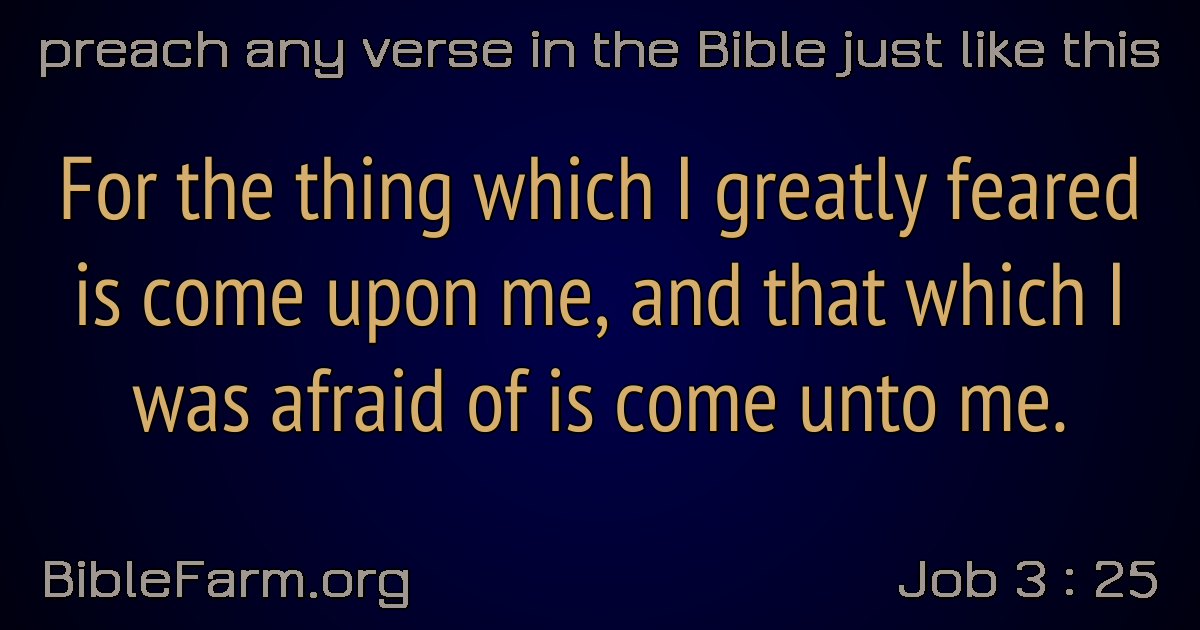 preach any verse in the Bible just like this
For the thing which I greatly feared
is come upon me, and that which I
was afraid of is come unto me.
BibleFarm.org
Job 3 : 25